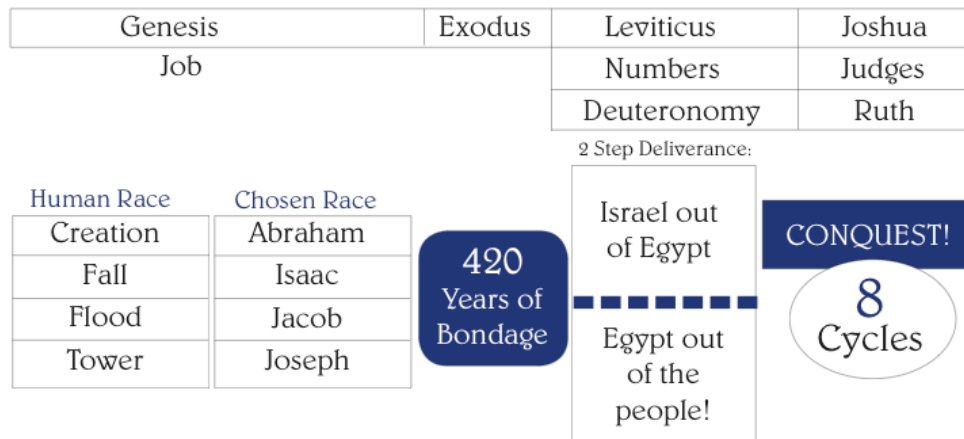 Genesis Exodus Leviticus Joshua
Job Numbers Judges
Deuteronomy Ruth
2 Step Deliverance:
Human Race
Creation
Fall
Flood
Tower
Chosen Race
Abraham
Isaac
Jacob
Joseph
420
Years of
Bondage
Israel out
of Egypt
Egypt out
of the
people!
CONQUEST!
8
Cycles